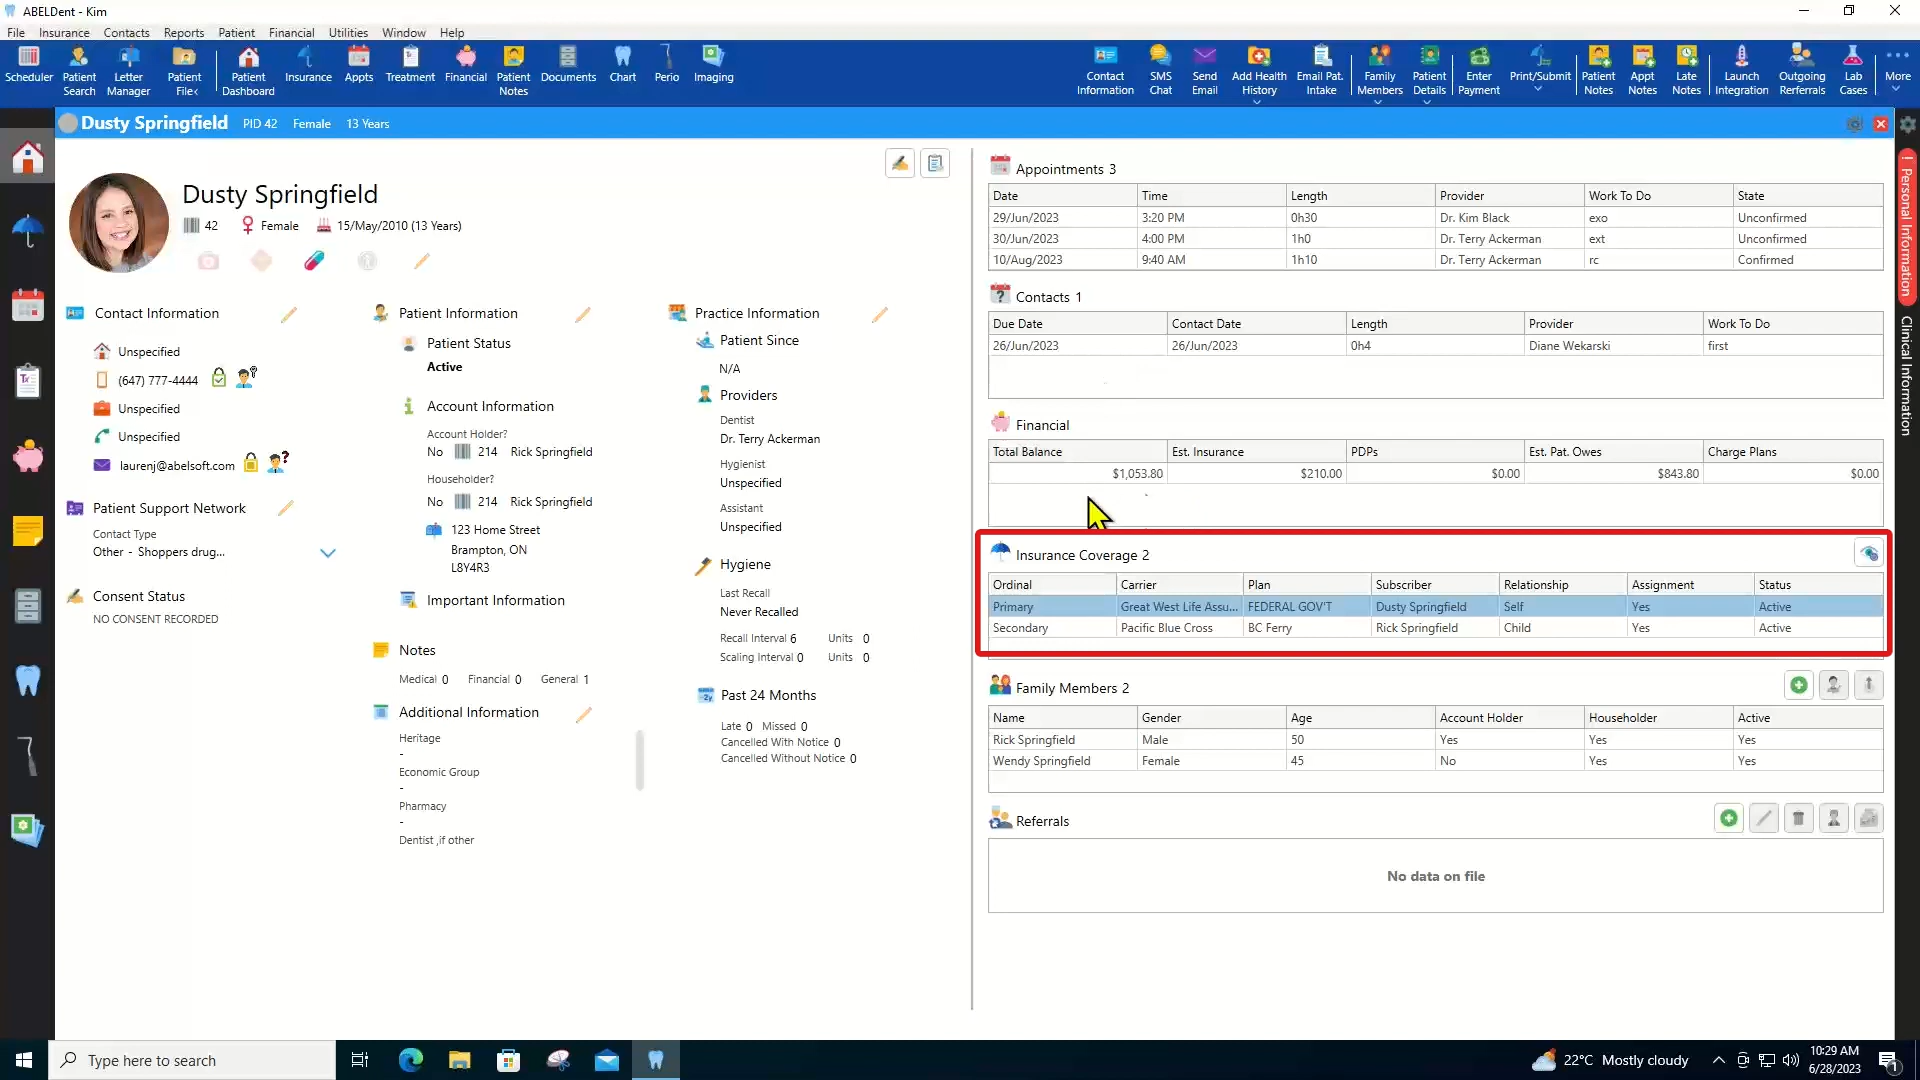 ABELDent - Kim
File Insurance Contacts Reports Patient Financial Utilities Window Help
Scheduler Patient Search Letter Manager Patient File< Patient Dashboard Insurance Appts Treatment Financial Patient Notes Documents Chart Perio Imaging Contact Information SMS Chat Send Email Add Health History Email Pat. Intake Family Members Patient Details Enter Payment Print/Submit Patient Notes Appt Notes Late Notes Launch Integration Outgoing Rerferrals Lab Cases More
Dusty Springfield PID 42 Female 13 Years
Dusty Springfield
42 Female 15/May/2010 (13 Years)
Contact Information
Unspecified
(647) 777-4444
Unspecified
Unspecified
laurenj@abelsoft.com
Patient Support Network
Contact Type
Other - Shoppers drug...
Consent Status
NO CONSENT RECORDED
Patient Information
Patient Status
Active
Account Information
Account Holder?
No 214 Rick Springfield
Householder?
No 214 Rick Springfield
123 Home Street
Brampton, ON
L8Y4R3
Important Information
Notes
Medical 0 Financial 0 General 1
Additional Information
Heritage
-
Economic Group
-
Pharmacy
-
Dentist ,if other
Practice Information
Patient Since
N/A
Providers
Dentist
Dr. Terry Ackerman
Hygienist
Unspecified
Assistant
Unspecified
Hygiene
Last Recall
Never Recalled
Recall Interval 6 Units 0
Scaling Interval 0 Units 0
Past 24 Months
Late 0 Missed 0
Cancelled With Notice 0
Cancelled Without Notice 0
Appointments 3
Date Time Length Provider Work To Do State
29/Jun/2023 3:20 PM 0h30 Dr. Kim Black exo Unconfirmed
30/Jun/2023 4:00 PM 1h0 Dr. Terry Ackerman ext Unconfirmed
10/Aug/2023 9:40 AM 1h10 Dr. Terry Ackerman rc Confirmed
Contacts 1
Due Date Contact Date Length Provider Work To Do
26/Jun/2023 26/Jun/2023 0h4 Diane Wekarski first
Financial
Total Balance Est. Insurance PDPs Est. Pat. Owes Charge Plans
$1,053.80 $210.00 $0.00 $843.80 $0.00
Insurance Coverage 2
Ordinal Carrier Plan Subscriber Relationship Assignment Status
Primary Great West Life Assu... FEDERAL GOV'T Dusty Springfield Self Yes Active
Secondary Pacific Blue Cross BC Ferry Rick Springfield Child Yes Active
Family Members 2
Name Gender Age Account Holder Householder Active
Rick Springfield Male 50 Yes Yes Yes
Wendy Springfield Female 45 No Yes Yes
Referrals
No data on file
! Personal Information
Clinical Information
Type here to search
22°C Mostly cloudy
10:29 AM
6/28/2023
1